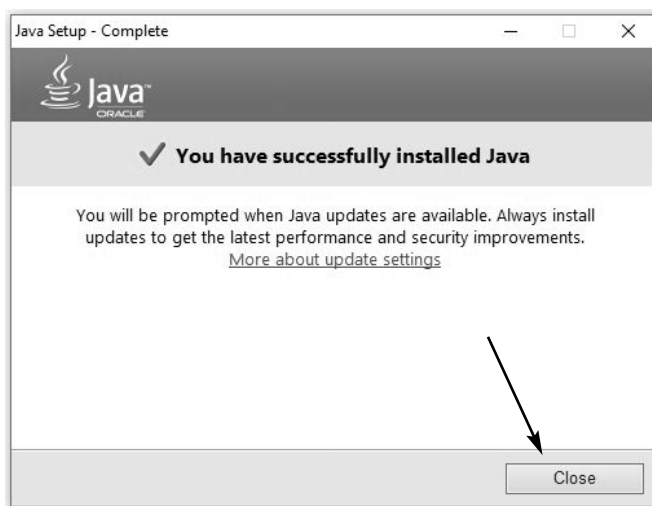 Java Setup - Complete
Java™
ORACLE
You have successfully installed Java
You will be prompted when Java updates are available. Always install
updates to get the latest performance and security improvements.
More about update settings
Close